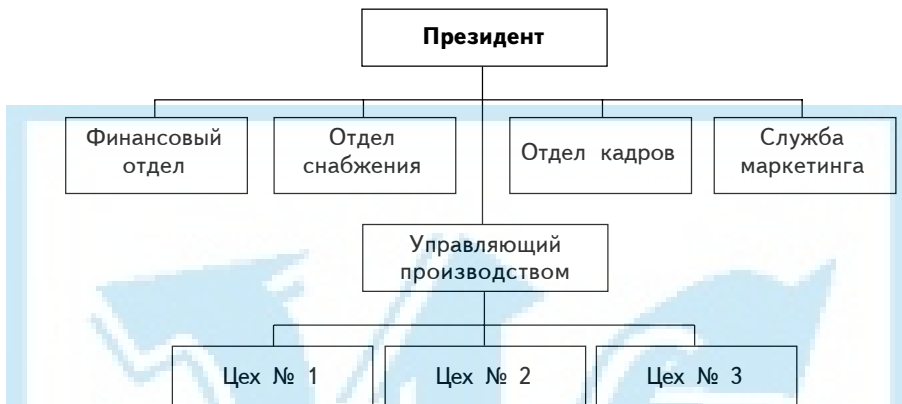 Президент
Финансовый
отдел
Отдел
снабжения
Отдел кадров
Служба
маркетинга
Управляющий
производством
Цех № 1
Цех № 2
Цех № 3